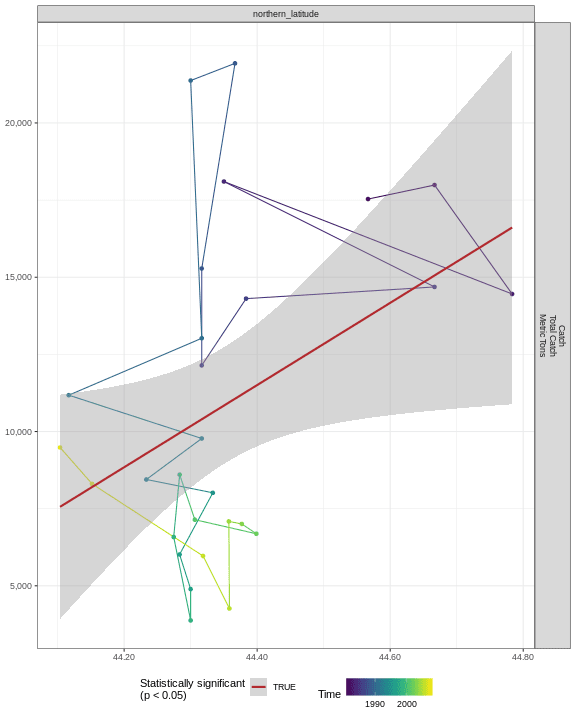 northern_latitude
20,000
15,000
10,000
5,000
Catch
Total Catch
Metric Tons
44.20
44.40
44.60
44.80
Statistically significant
(p < 0.05)
TRUE
Time
1990
2000